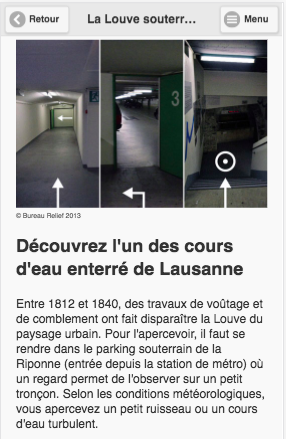 Retour
La Louve souterr…
Menu
3
© Bureau Relief 2013
Découvrez l'un des cours
d'eau enterré de Lausanne
Entre 1812 et 1840, des travaux de voûtage et
de comblement ont fait disparaître la Louve du
paysage urbain. Pour l'apercevoir, il faut se
rendre dans le parking souterrain de la
Riponne (entrée depuis la station de métro) où
un regard permet de l'observer sur un petit
tronçon. Selon les conditions météorologiques,
vous apercevez un petit ruisseau ou un cours
d'eau turbulent.